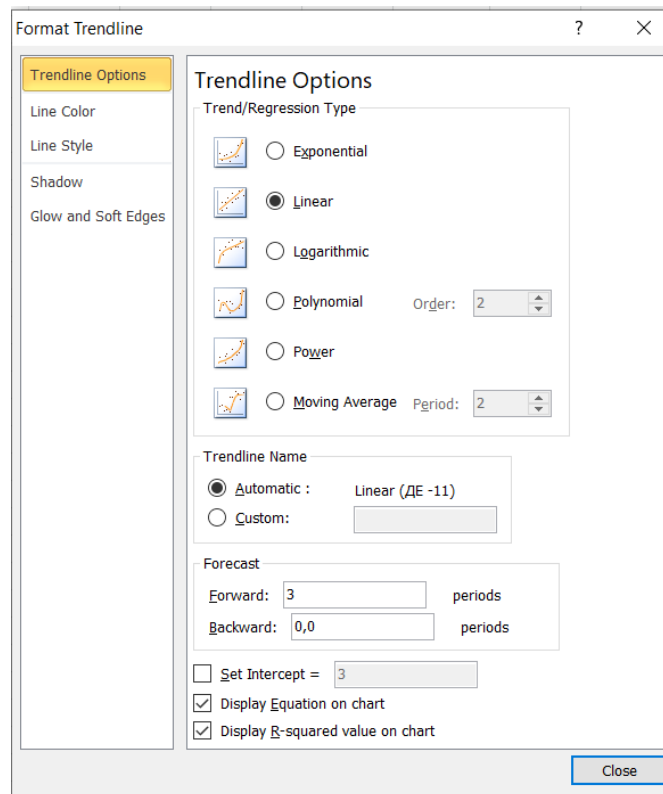 Format Trendline ? ×
Trendline Options
Line Color
Line Style
Shadow
Glow and Soft Edges
Trendline Options
Trend/Regression Type
Exponential
Linear
Logarithmic
Polynomial Order: 2
Power
Moving Average Period: 2
Trendline Name
Automatic : Linear (ДЕ -11)
Custom:
Forecast
Forward: 3 periods
Backward: 0,0 periods
Set Intercept = 3
Display Equation on chart
Display R-squared value on chart
Close